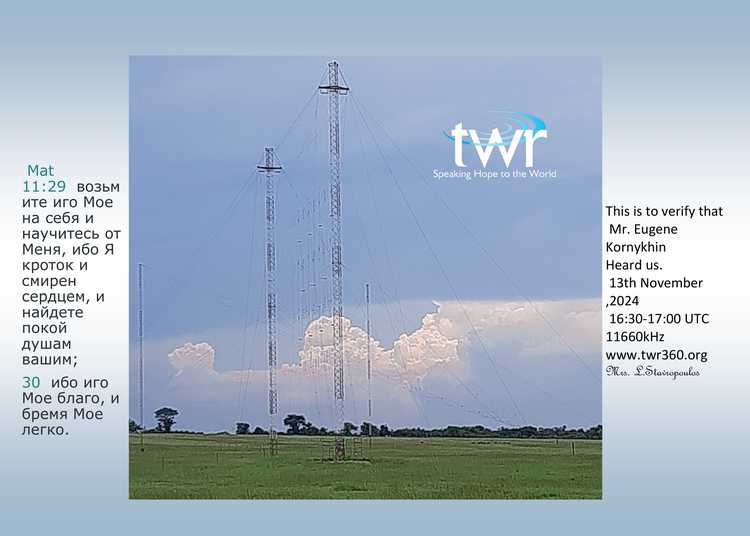 Mat
11:29 возьм
ите иго Мое
на себя и
научитесь от
Меня, ибо Я
кроток и
смирен
сердцем, и
найдете
покой
душам
вашим;
30 ибо иго
Мое благо, и
бремя Мое
легко.
twr
Speaking Hope to the World
This is to verify that
Mr. Eugene
Kornykhin
Heard us.
13th November
,2024
16:30-17:00 UTC
11660kHz
www.twr360.org
Mrs. L.Stavropoulos